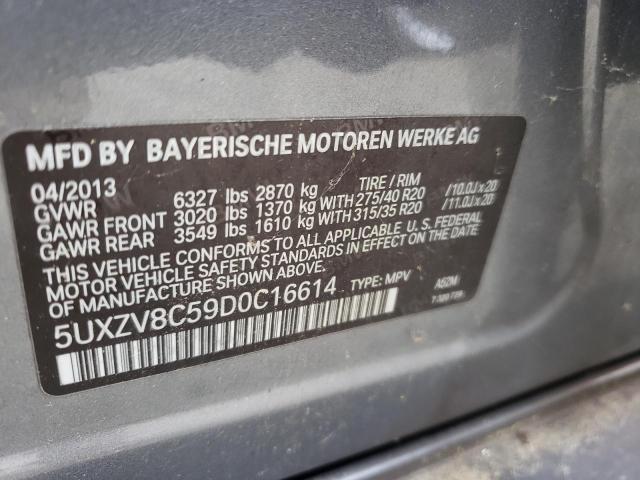 MFD BY BAYERISCHE MOTOREN WERKE AG
04/2013 TIRE / RIM
GVWR 6327 lbs 2870 kg
GAWR FRONT 3020 lbs 1370 kg WITH 275/40 R20 /10.0J x 20
GAWR REAR 3549 lbs 1610 kg WITH 315/35 R20 /11.0J x 20
THIS VEHICLE CONFORMS TO ALL APPLICABLE U. S. FEDERAL
MOTOR VEHICLE SAFETY STANDARDS IN EFFECT ON THE DATE
OF MANUFACTURE SHOWN ABOVE.
5UXZV8C59D0C16614 TYPE: MPV